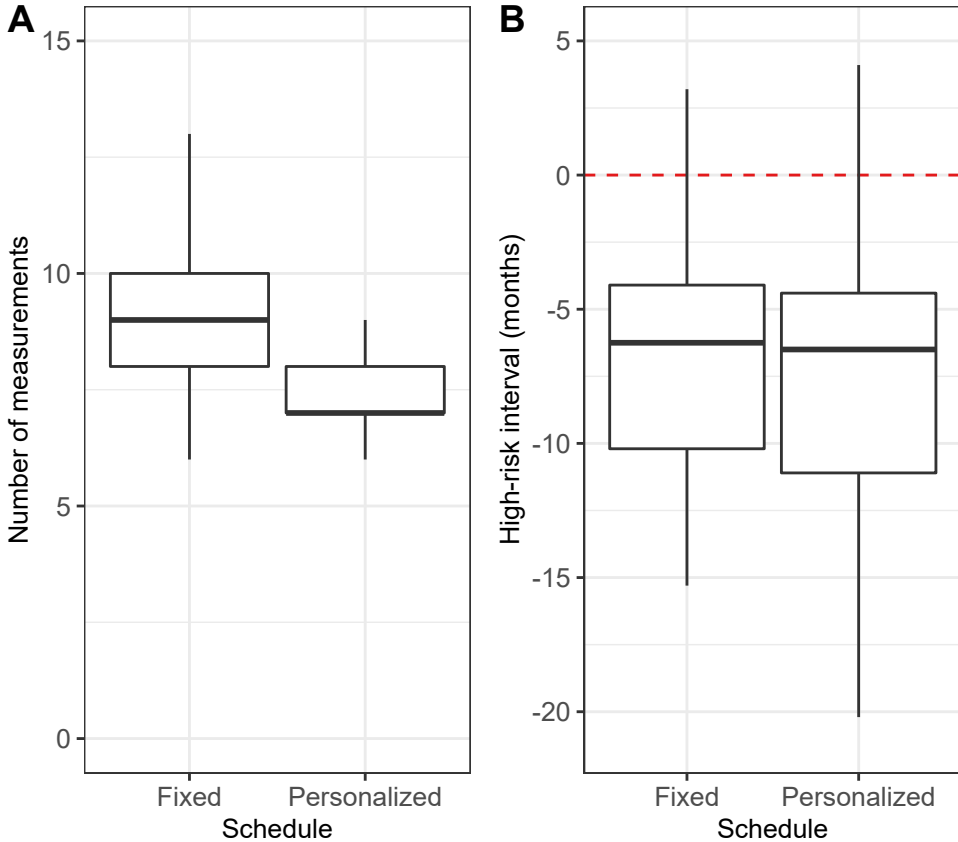 A
Number of measurements
15
10
5
0
Fixed
Personalized
Schedule
B
High-risk interval (months)
5
0
-5
-10
-15
-20
Fixed
Personalized
Schedule